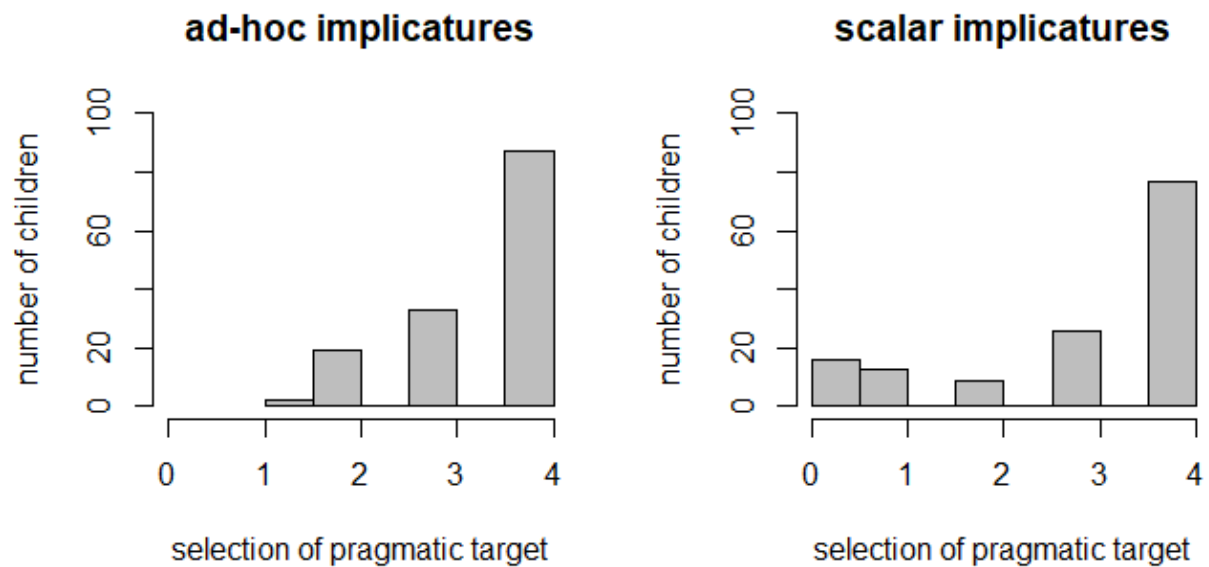 ad-hoc implicatures
number of children
100
60
20
0
0 1 2 3 4
selection of pragmatic target
scalar implicatures
number of children
100
60
20
0
0 1 2 3 4
selection of pragmatic target